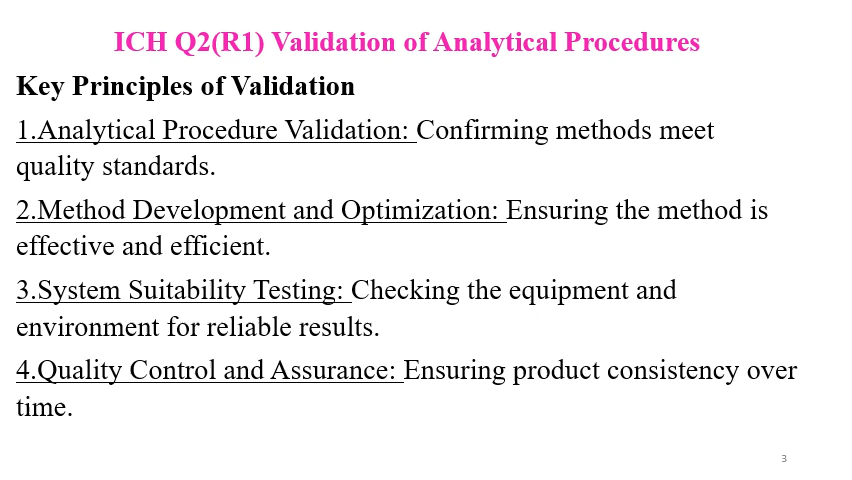 ICH Q2(R1) Validation of Analytical Procedures
Key Principles of Validation
1.Analytical Procedure Validation: Confirming methods meet
quality standards.
2.Method Development and Optimization: Ensuring the method is
effective and efficient.
3.System Suitability Testing: Checking the equipment and
environment for reliable results.
4.Quality Control and Assurance: Ensuring product consistency over
time.
3